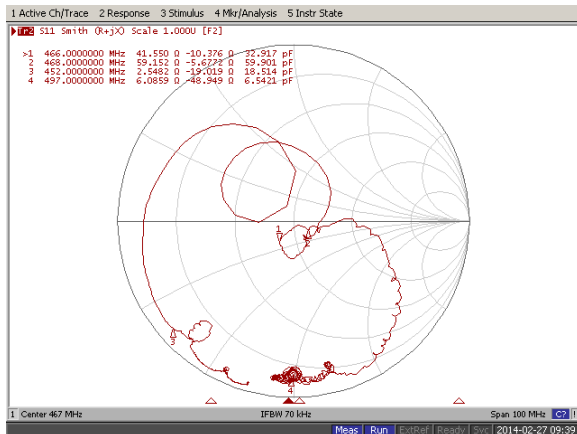 1 Active Ch/Trace 2 Response 3 Stimulus 4 Mkr/Analysis 5 Instr State
Tr2 S11 Smith (R+jX) Scale 1.000U [F2]
>1 466.0000000 MHz 41.550 Ω -10.376 Ω 32.917 pF
2 468.0000000 MHz 59.152 Ω -5.6772 Ω 59.901 pF
3 452.0000000 MHz 2.5482 Ω -19.019 Ω 18.514 pF
4 497.0000000 MHz 6.0859 Ω -48.949 Ω 6.5421 pF
1
2
3
4
1 Center 467 MHz IFBW 70 kHz Span 100 MHz C? !
Meas Run ExtRef Ready Svc 2014-02-27 09:39